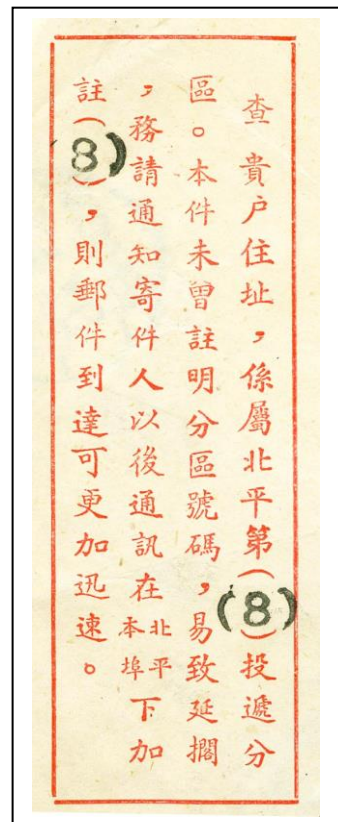 查 貴戶住址，係屬北平第(8)投遞分
區。本件未曾註明分區號碼，易致延擱
，務請通知寄件人以後通訊在北平本埠下加
註(8)，則郵件到達可更加迅速。